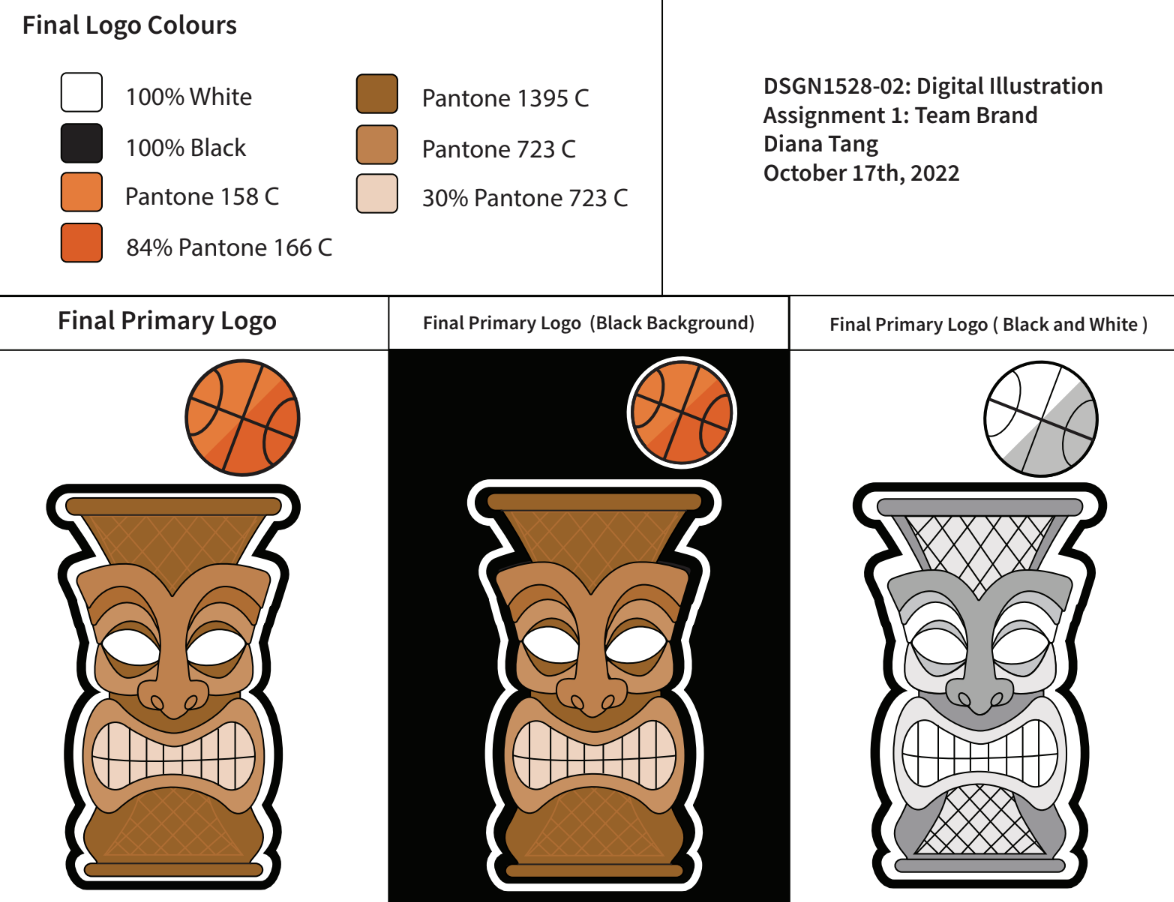 Final Logo Colours
100% White
100% Black
Pantone 158 C
84% Pantone 166 C
Pantone 1395 C
Pantone 723 C
30% Pantone 723 C
DSGN1528-02: Digital Illustration
Assignment 1: Team Brand
Diana Tang
October 17th, 2022
Final Primary Logo
Final Primary Logo (Black Background)
Final Primary Logo ( Black and White )